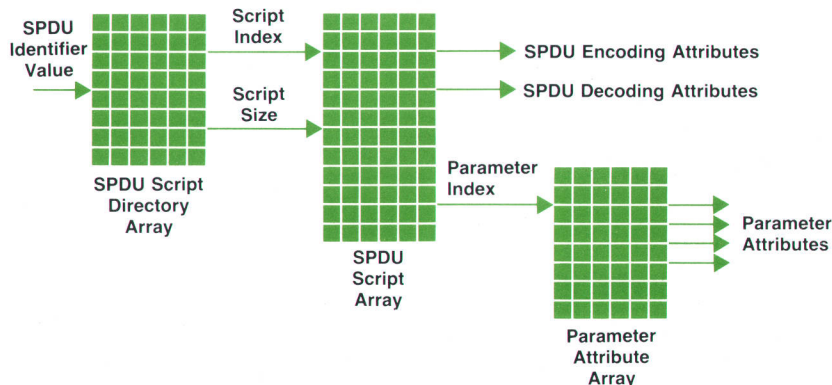 SPDU
Identifier
Value
Script
Index
Script
Size
SPDU Script
Directory
Array
SPDU Encoding Attributes
SPDU Decoding Attributes
Parameter
Index
SPDU
Script
Array
Parameter
Attributes
Parameter
Attribute
Array